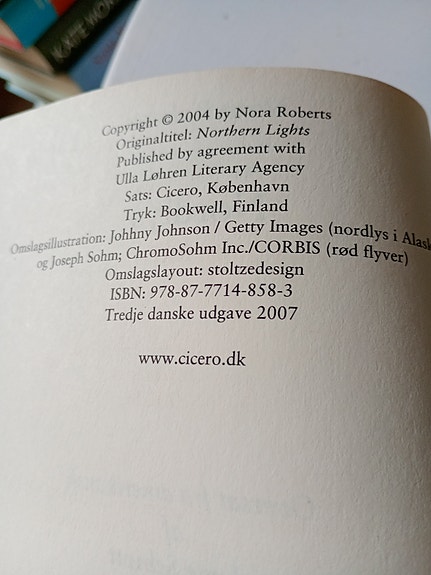 Copyright © 2004 by Nora Roberts
Originaltitel: Northern Lights
Published by agreement with
Ulla Løhren Literary Agency
Sats: Cicero, København
Tryk: Bookwell, Finland
Omslagsillustration: Johhny Johnson / Getty Images (nordlys i Alask
og Joseph Sohm; ChromoSohm Inc./CORBIS (rød flyver)
Omslagslayout: stoltzedesign
ISBN: 978-87-7714-858-3
Tredje danske udgave 2007
www.cicero.dk